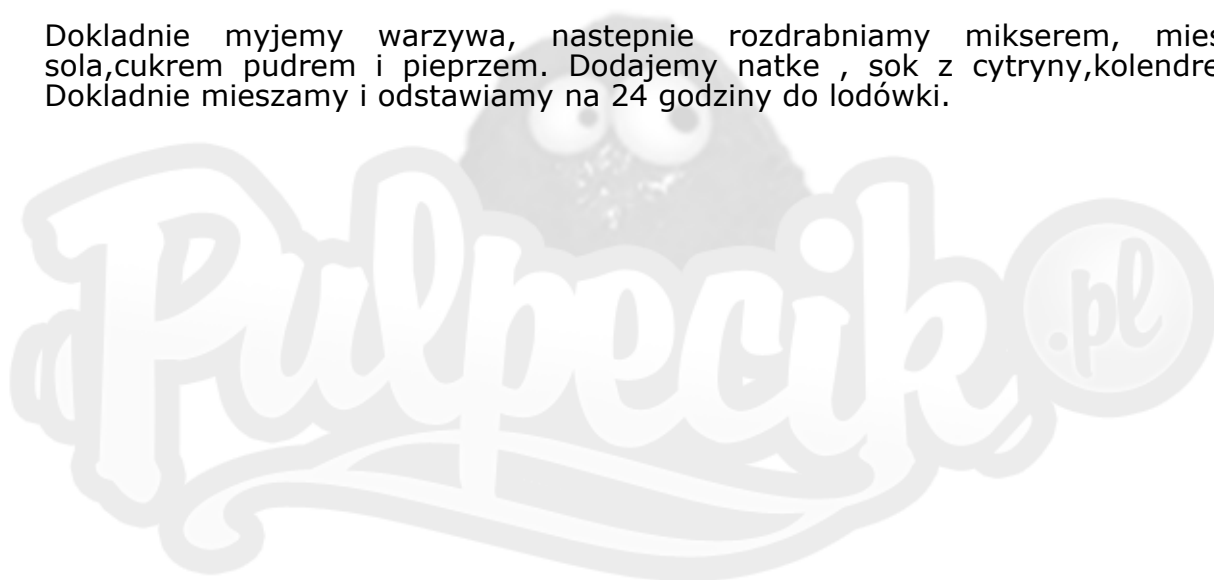 Dokladnie myjemy warzywa, nastepnie rozdrabniamy mikserem,
sola,cukrem pudrem i pieprzem. Dodajemy natke , sok z cytryny,kolendre
Dokladnie mieszamy i odstawiamy na 24 godziny do lodówki.
Pulpecik .pl